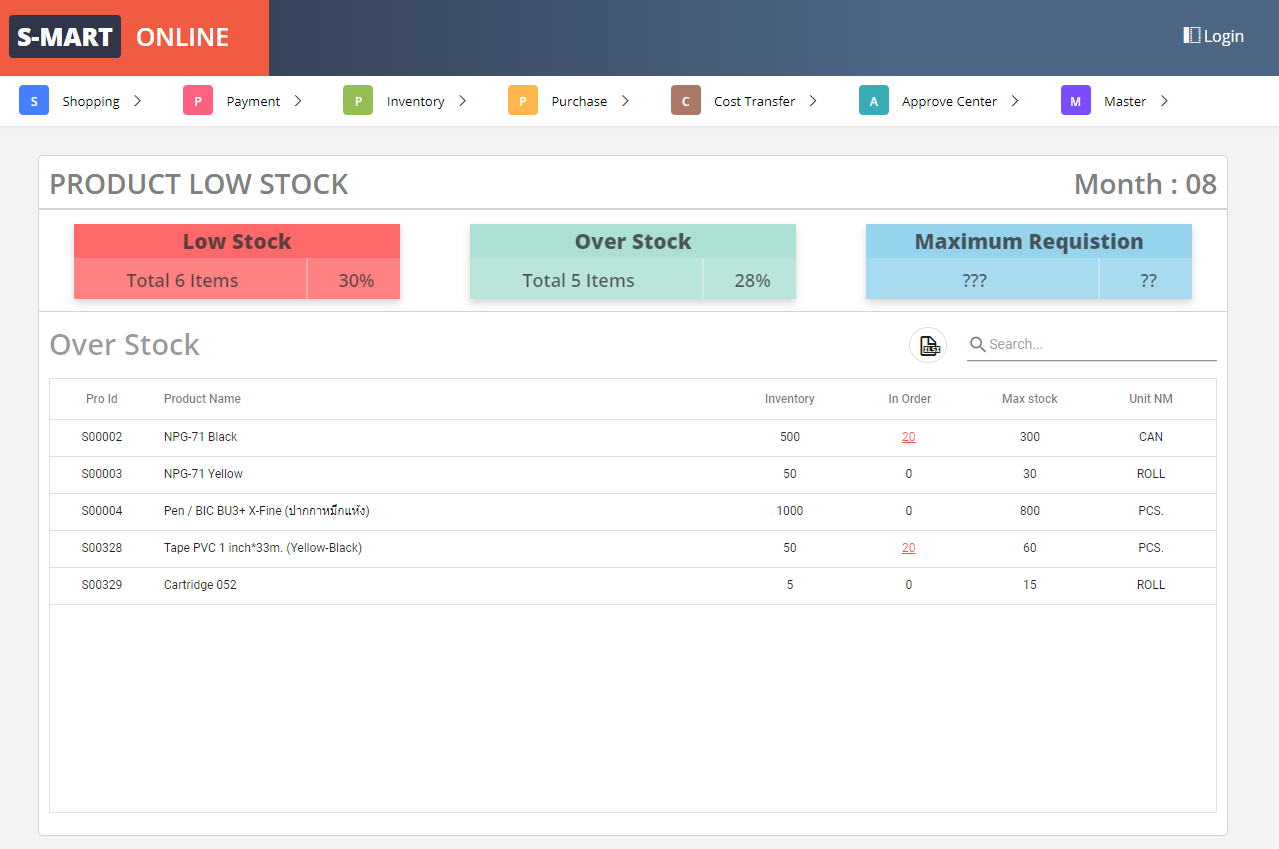 S-MART ONLINE
Login
S Shopping P Payment P Inventory P Purchase C Cost Transfer A Approve Center M Master
PRODUCT LOW STOCK Month : 08
Low Stock Over Stock Maximum Requistion
Total 6 Items 30% Total 5 Items 28% ??? ??
Over Stock Search...
Pro Id Product Name Inventory In Order Max stock Unit NM
S00002 NPG-71 Black 500 20 300 CAN
S00003 NPG-71 Yellow 50 0 30 ROLL
S00004 Pen / BIC BU3+ X-Fine (ปากกาหมึกแห้ง) 1000 0 800 PCS.
S00328 Tape PVC 1 inch*33m. (Yellow-Black) 50 20 60 PCS.
S00329 Cartridge 052 5 0 15 ROLL